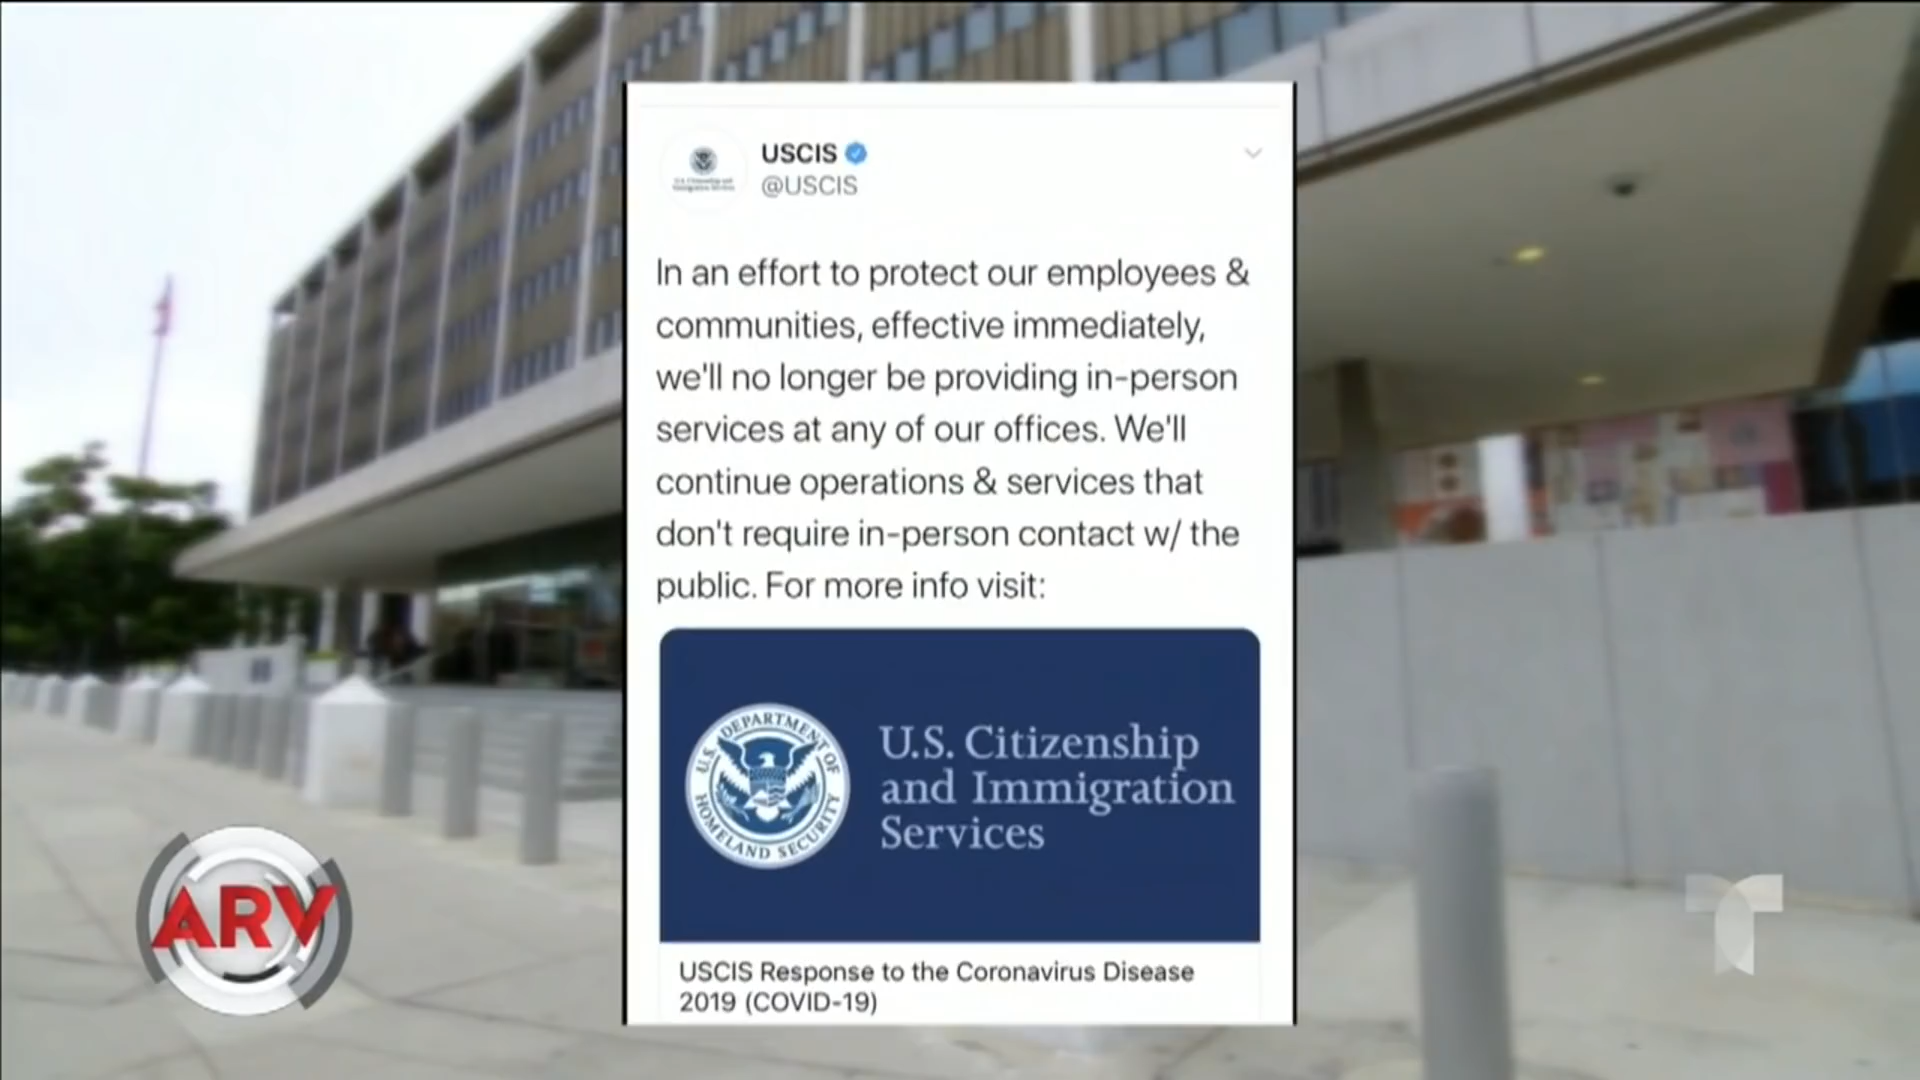 USCIS
@USCIS
In an effort to protect our employees &
communities, effective immediately,
we'll no longer be providing in-person
services at any of our offices. We'll
continue operations & services that
don't require in-person contact w/ the
public. For more info visit:
U.S. DEPARTMENT OF
HOMELAND SECURITY
U.S. Citizenship
and Immigration
Services
USCIS Response to the Coronavirus Disease
2019 (COVID-19)
ARV
T